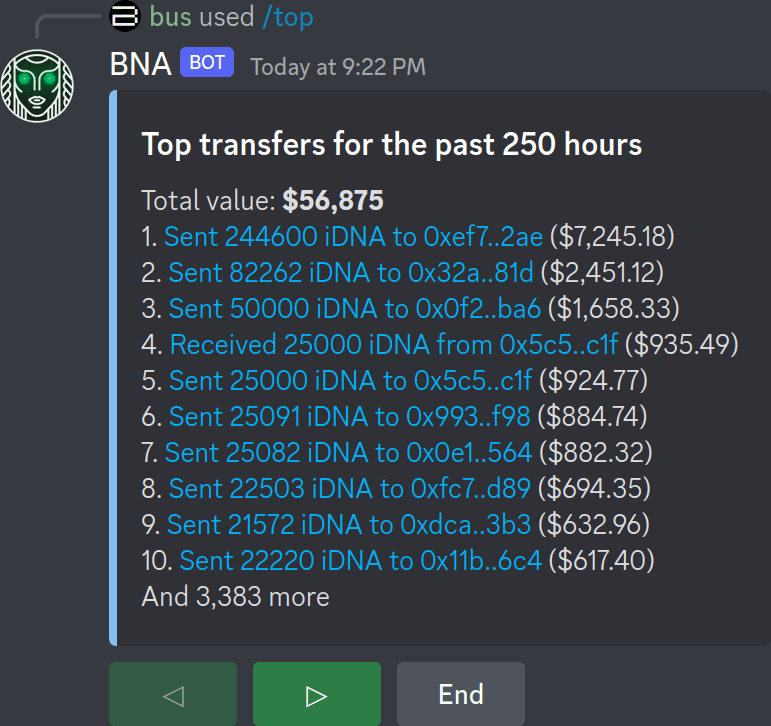 bus used /top
BNA BOT Today at 9:22 PM
Top transfers for the past 250 hours
Total value: $56,875
1. Sent 244600 iDNA to 0xef7..2ae ($7,245.18)
2. Sent 82262 iDNA to 0x32a..81d ($2,451.12)
3. Sent 50000 iDNA to 0x0f2..ba6 ($1,658.33)
4. Received 25000 iDNA from 0x5c5..c1f ($935.49)
5. Sent 25000 iDNA to 0x5c5..c1f ($924.77)
6. Sent 25091 iDNA to 0x993..f98 ($884.74)
7. Sent 25082 iDNA to 0x0e1..564 ($882.32)
8. Sent 22503 iDNA to 0xfc7..d89 ($694.35)
9. Sent 21572 iDNA to 0xdca..3b3 ($632.96)
10. Sent 22220 iDNA to 0x11b..6c4 ($617.40)
And 3,383 more
End